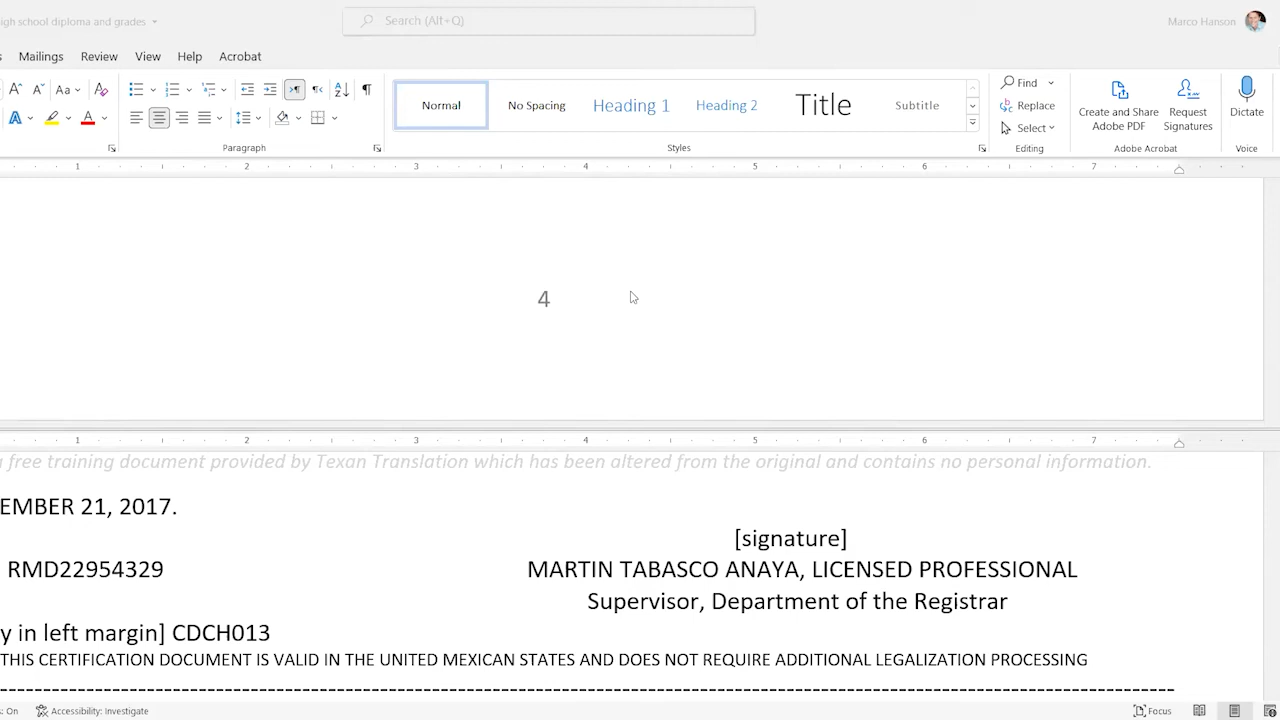 igh school diploma and grades
Search (Alt+Q)
Marco Hanson
s Mailings Review View Help Acrobat
Normal No Spacing Heading 1 Heading 2 Title Subtitle
Find
Replace
Select
Create and Share Adobe PDF
Request Signatures
Dictate
Paragraph Styles Editing Adobe Acrobat Voice
1 2 3 4 5 6 7
4
1 2 3 4 5 6 7
free training document provided by Texan Translation which has been altered from the original and contains no personal information.
EMBER 21, 2017.
[signature]
RMD22954329 MARTIN TABASCO ANAYA, LICENSED PROFESSIONAL
Supervisor, Department of the Registrar
y in left margin] CDCH013
THIS CERTIFICATION DOCUMENT IS VALID IN THE UNITED MEXICAN STATES AND DOES NOT REQUIRE ADDITIONAL LEGALIZATION PROCESSING
s: On Accessibility: Investigate Focus